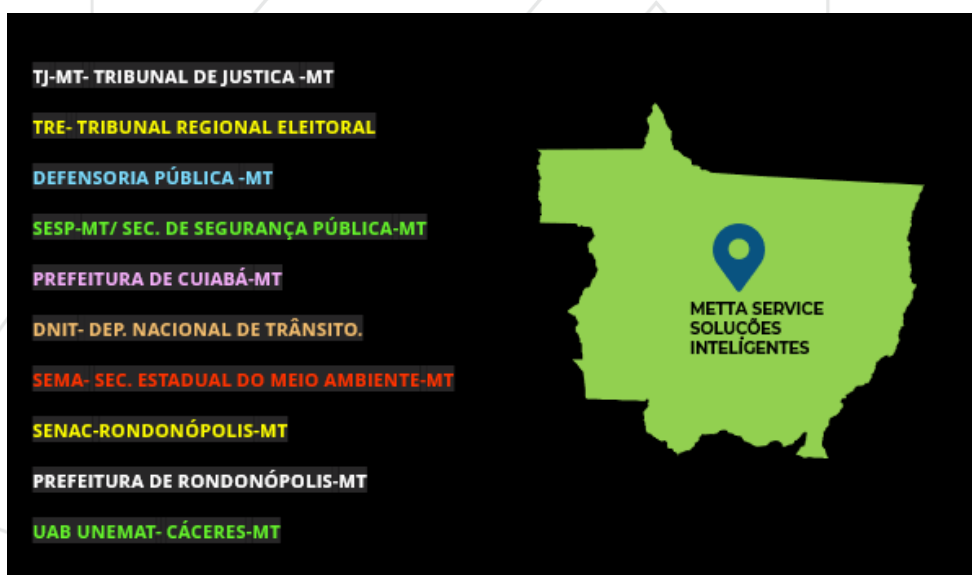 TJ-MT- TRIBUNAL DE JUSTICA -MT
TRE- TRIBUNAL REGIONAL ELEITORAL
DEFENSORIA PÚBLICA -MT
SESP-MT/ SEC. DE SEGURANÇA PÚBLICA-MT
PREFEITURA DE CUIABÁ-MT
DNIT- DEP. NACIONAL DE TRÂNSITO.
SEMA- SEC. ESTADUAL DO MEIO AMBIENTE-MT
SENAC-RONDONÓPOLIS-MT
PREFEITURA DE RONDONÓPOLIS-MT
UAB UNEMAT- CÁCERES-MT
METTA SERVICE
SOLUÇÕES
INTELÍGENTES